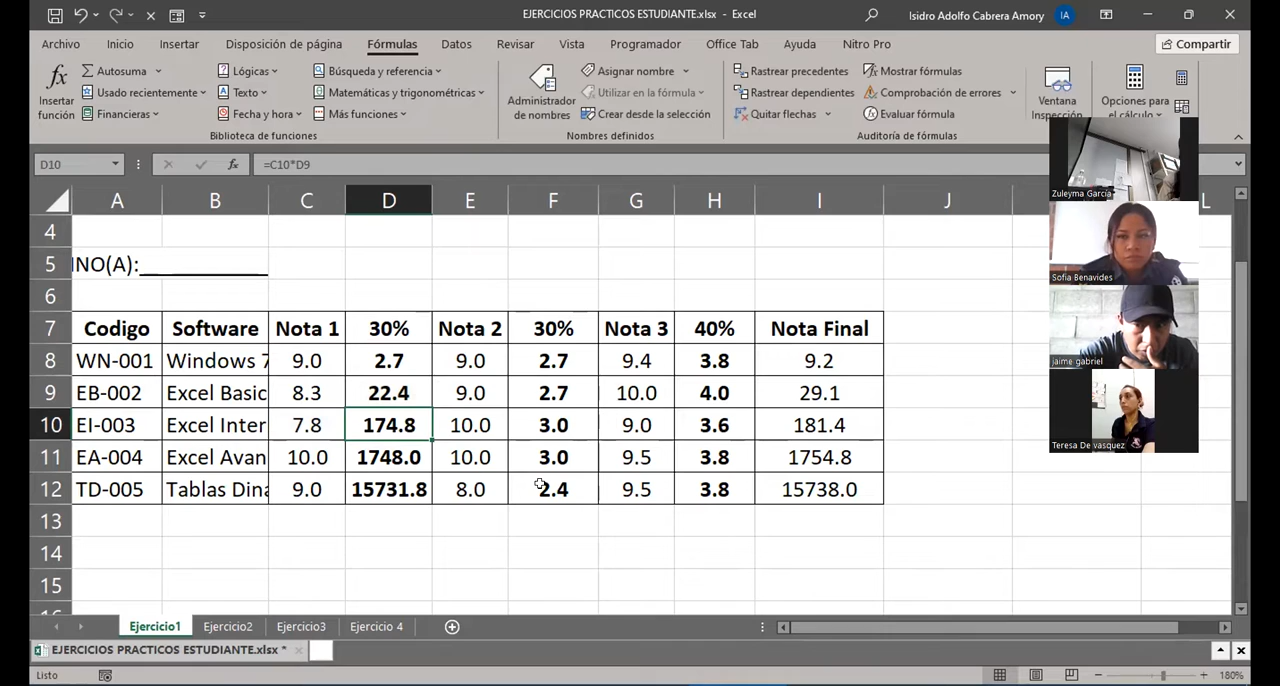 EJERCICIOS PRACTICOS ESTUDIANTE.xlsx - Excel
Isidro Adolfo Cabrera Amory IA
Archivo Inicio Insertar Disposición de página Fórmulas Datos Revisar Vista Programador Office Tab Ayuda Nitro Pro Compartir
fx Insertar función
Autosuma
Usado recientemente
Financieras
Lógicas
Texto
Fecha y hora
Búsqueda y referencia
Matemáticas y trigonométricas
Más funciones
Biblioteca de funciones
Administrador de nombres
Asignar nombre
Utilizar en la fórmula
Crear desde la selección
Nombres definidos
Rastrear precedentes
Rastrear dependientes
Quitar flechas
Mostrar fórmulas
Comprobación de errores
Evaluar fórmula
Auditoría de fórmulas
Ventana Inspección
Opciones para el cálculo
D10 fx =C10*D9
A B C D E F G H I J L
4
5 NO(A):___________
6
7 Codigo Software Nota 1 30% Nota 2 30% Nota 3 40% Nota Final
8 WN-001 Windows 7 9.0 2.7 9.0 2.7 9.4 3.8 9.2
9 EB-002 Excel Basic 8.3 22.4 9.0 2.7 10.0 4.0 29.1
10 EI-003 Excel Inter 7.8 174.8 10.0 3.0 9.0 3.6 181.4
11 EA-004 Excel Avan 10.0 1748.0 10.0 3.0 9.5 3.8 1754.8
12 TD-005 Tablas Dina 9.0 15731.8 8.0 2.4 9.5 3.8 15738.0
13
14
15
16
Zuleyma García
Sofia Benavides
jaime gabriel
Teresa De vasquez
Ejercicio1 Ejercicio2 Ejercicio3 Ejercicio 4
EJERCICIOS PRACTICOS ESTUDIANTE.xlsx *
Listo 180%